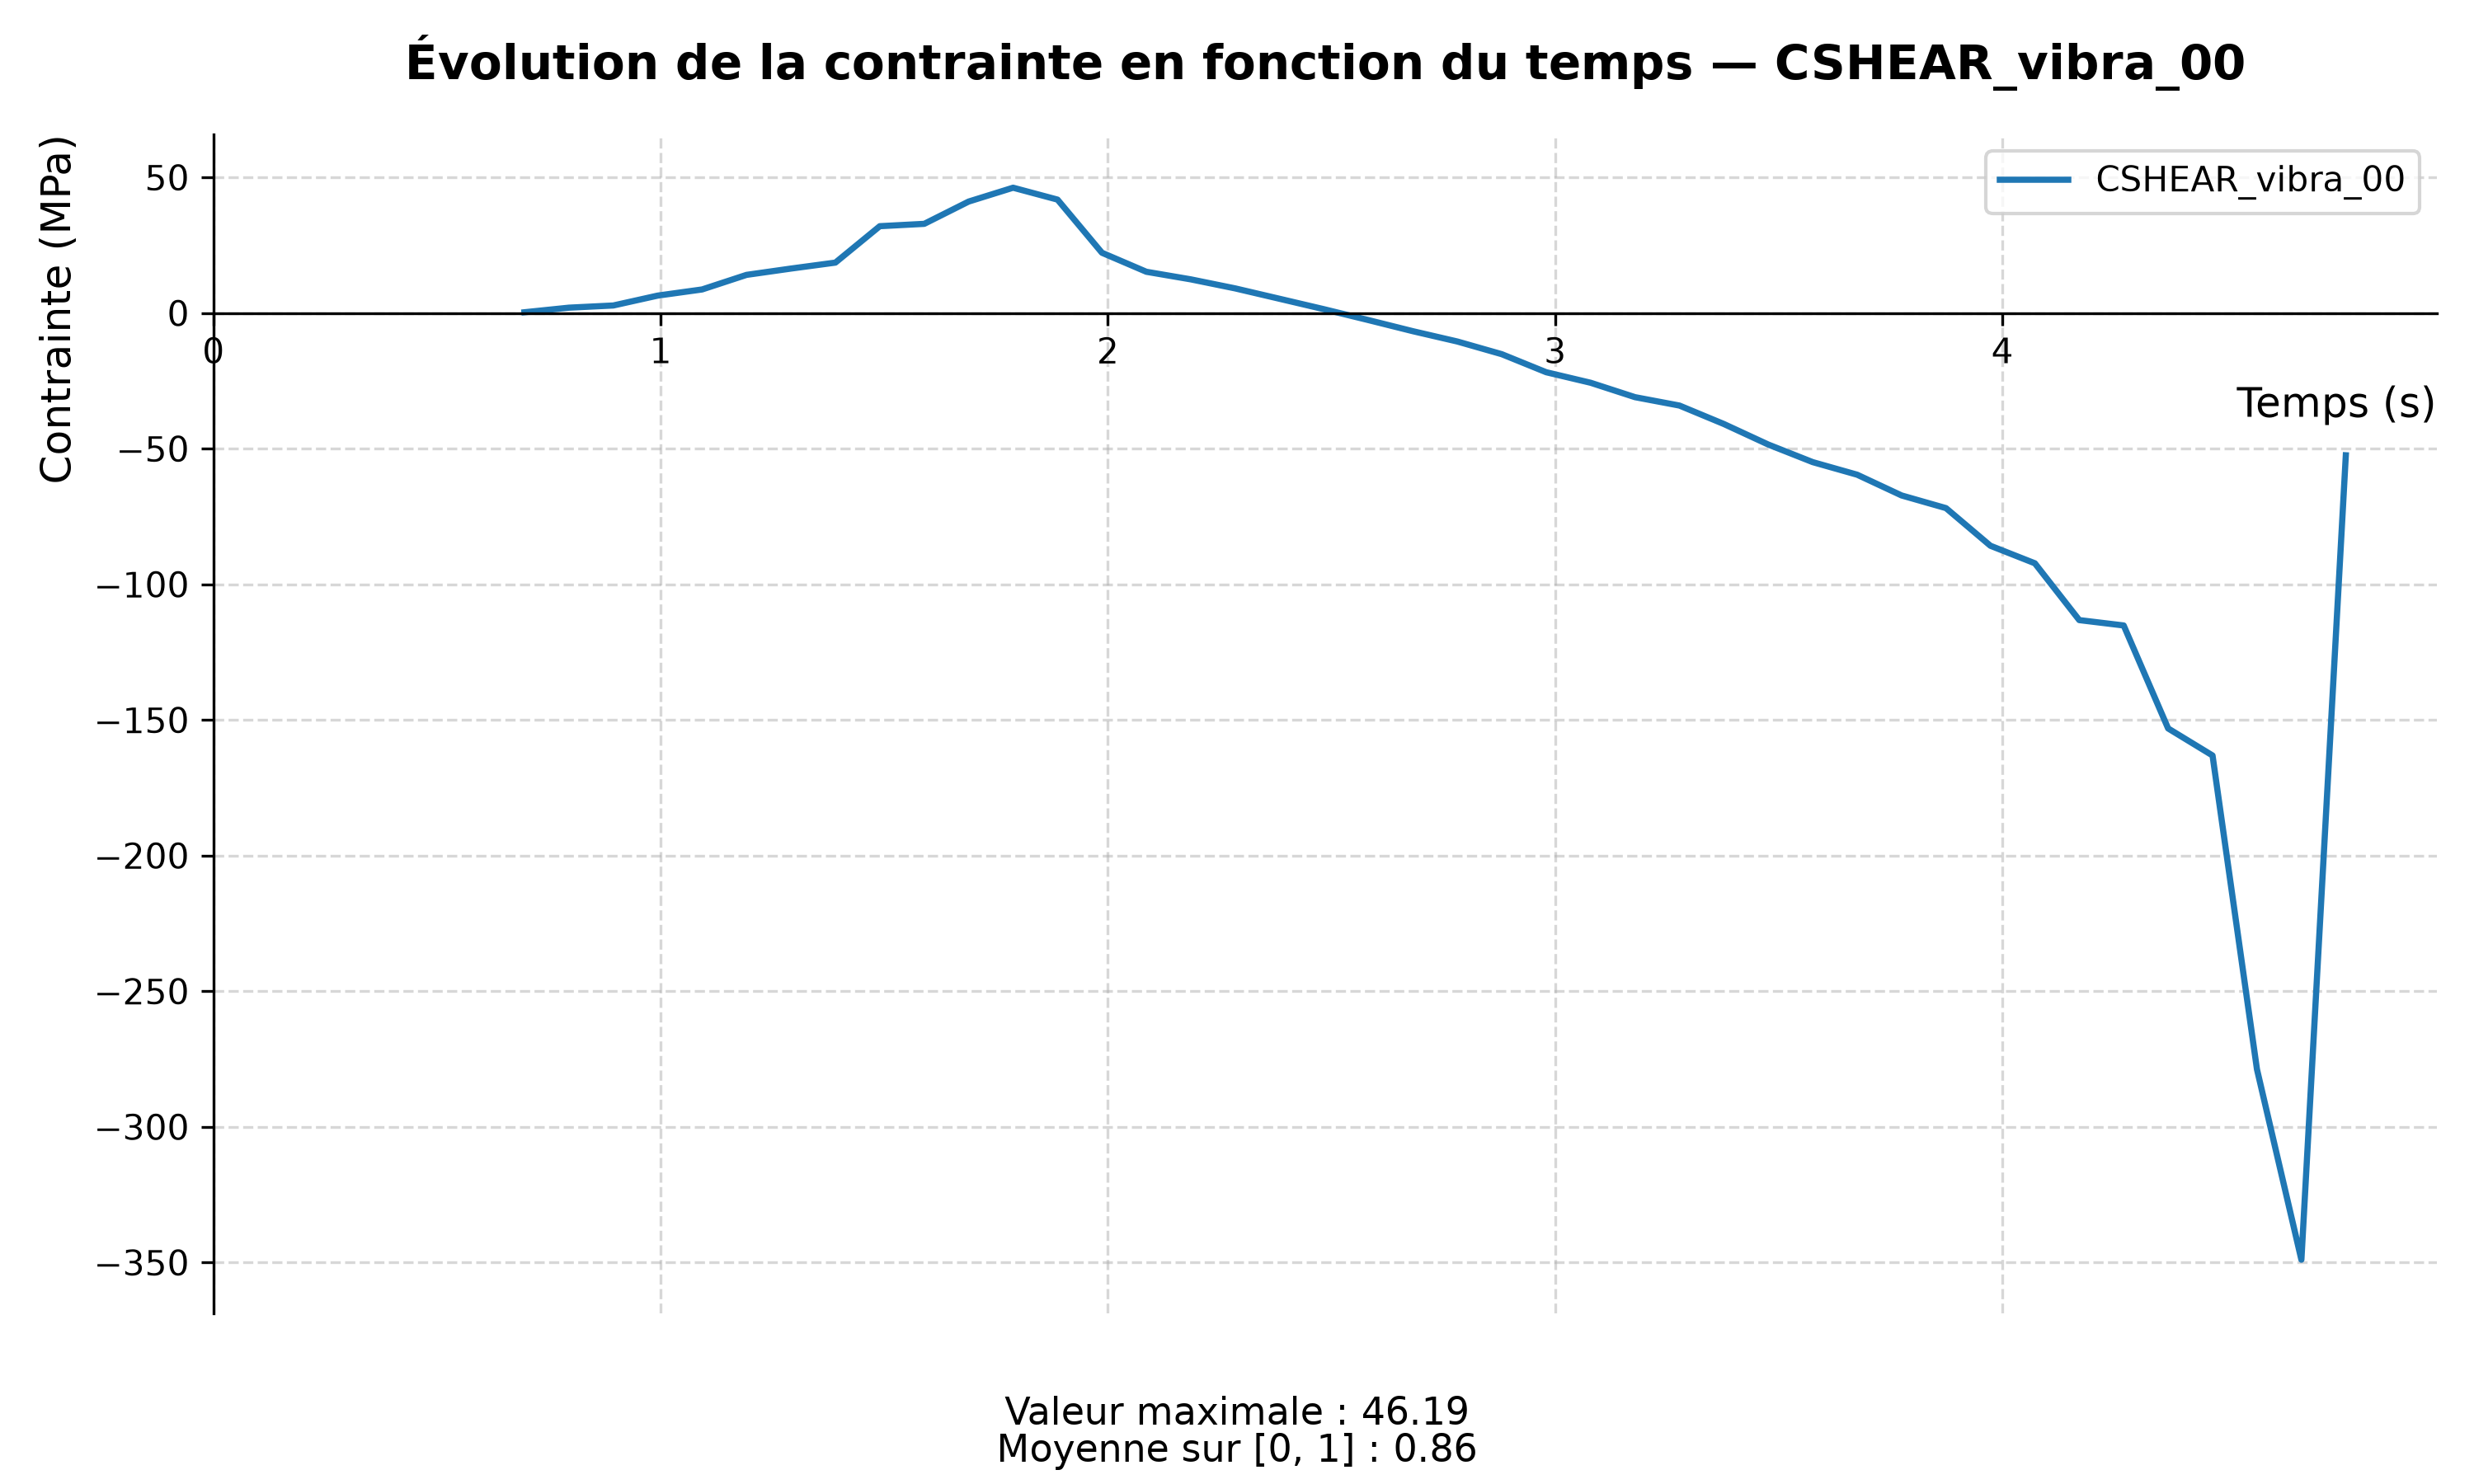 Évolution de la contrainte en fonction du temps — CSHEAR_vibra_00
Contrainte (MPa)
CSHEAR_vibra_00
50
0
−50
−100
−150
−200
−250
−300
−350
0 1 2 3 4
Temps (s)
Valeur maximale : 46.19
Moyenne sur [0, 1] : 0.86